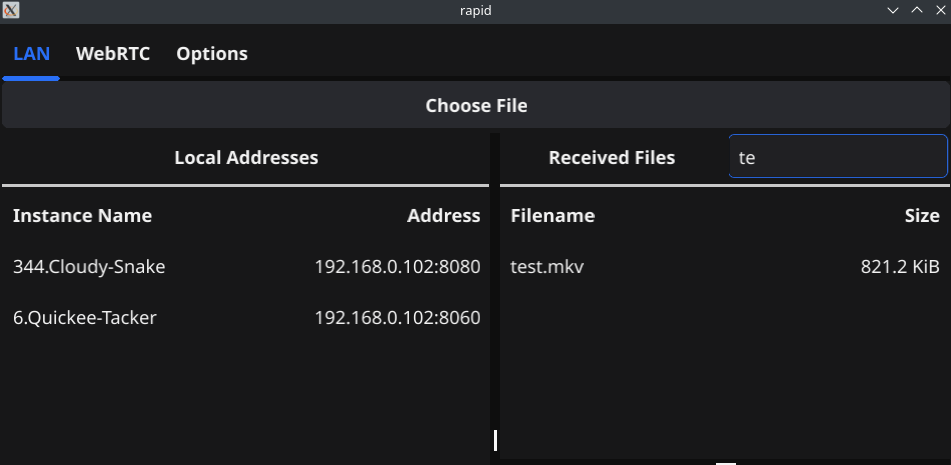 rapid
LAN WebRTC Options
Choose File
Local Addresses
Instance Name Address
344.Cloudy-Snake 192.168.0.102:8080
6.Quickee-Tacker 192.168.0.102:8060
Received Files te
Filename Size
test.mkv 821.2 KiB